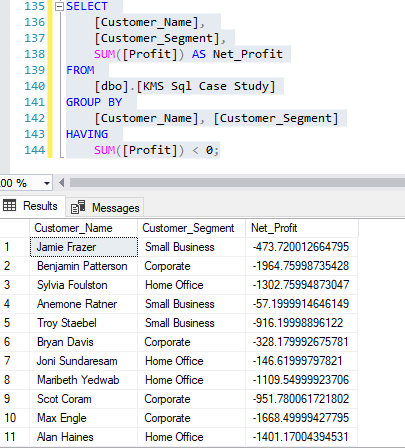 135 SELECT
136 [Customer_Name],
137 [Customer_Segment],
138 SUM([Profit]) AS Net_Profit
139 FROM
140 [dbo].[KMS Sql Case Study]
141 GROUP BY
142 [Customer_Name], [Customer_Segment]
143 HAVING
144 SUM([Profit]) < 0;
00 %
Results Messages
Customer_Name Customer_Segment Net_Profit
1 Jamie Frazer Small Business -473.720012664795
2 Benjamin Patterson Corporate -1964.75998735428
3 Sylvia Foulston Home Office -1302.75994873047
4 Anemone Ratner Small Business -57.1999914646149
5 Troy Staebel Small Business -916.19998896122
6 Bryan Davis Corporate -328.179992675781
7 Joni Sundaresam Home Office -146.61999797821
8 Maribeth Yedwab Home Office -1109.54999923706
9 Scot Coram Corporate -951.780061721802
10 Max Engle Corporate -1668.49999427795
11 Alan Haines Home Office -1401.17004394531